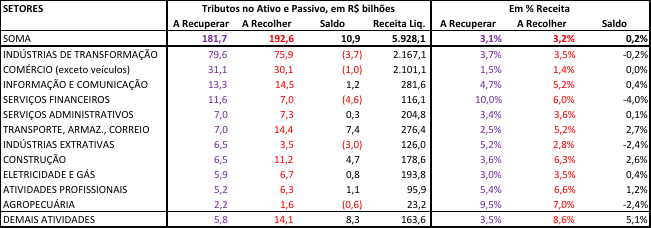 SETORES Tributos no Ativo e Passivo, em R$ bilhões Em % Receita
A Recuperar A Recolher Saldo Receita Liq. A Recuperar A Recolher Saldo
SOMA 181,7 192,6 10,9 5.928,1 3,1% 3,2% 0,2%
INDÚSTRIAS DE TRANSFORMAÇÃO 79,6 75,9 (3,7) 2.167,1 3,7% 3,5% -0,2%
COMÉRCIO (exceto veículos) 31,1 30,1 (1,0) 2.101,1 1,5% 1,4% 0,0%
INFORMAÇÃO E COMUNICAÇÃO 13,3 14,5 1,2 281,6 4,7% 5,2% 0,4%
SERVIÇOS FINANCEIROS 11,6 7,0 (4,6) 116,1 10,0% 6,0% -4,0%
SERVIÇOS ADMINISTRATIVOS 7,0 7,3 0,3 204,8 3,4% 3,6% 0,1%
TRANSPORTE, ARMAZ., CORREIO 7,0 14,4 7,4 276,4 2,5% 5,2% 2,7%
INDÚSTRIAS EXTRATIVAS 6,5 3,5 (3,0) 126,0 5,2% 2,8% -2,4%
CONSTRUÇÃO 6,5 11,2 4,7 178,6 3,6% 6,3% 2,6%
ELETRICIDADE E GÁS 5,9 6,7 0,8 193,8 3,0% 3,5% 0,4%
ATIVIDADES PROFISSIONAIS 5,2 6,3 1,1 95,9 5,4% 6,6% 1,2%
AGROPECUÁRIA 2,2 1,6 (0,6) 23,2 9,5% 7,0% -2,4%
DEMAIS ATIVIDADES 5,8 14,1 8,3 163,6 3,5% 8,6% 5,1%